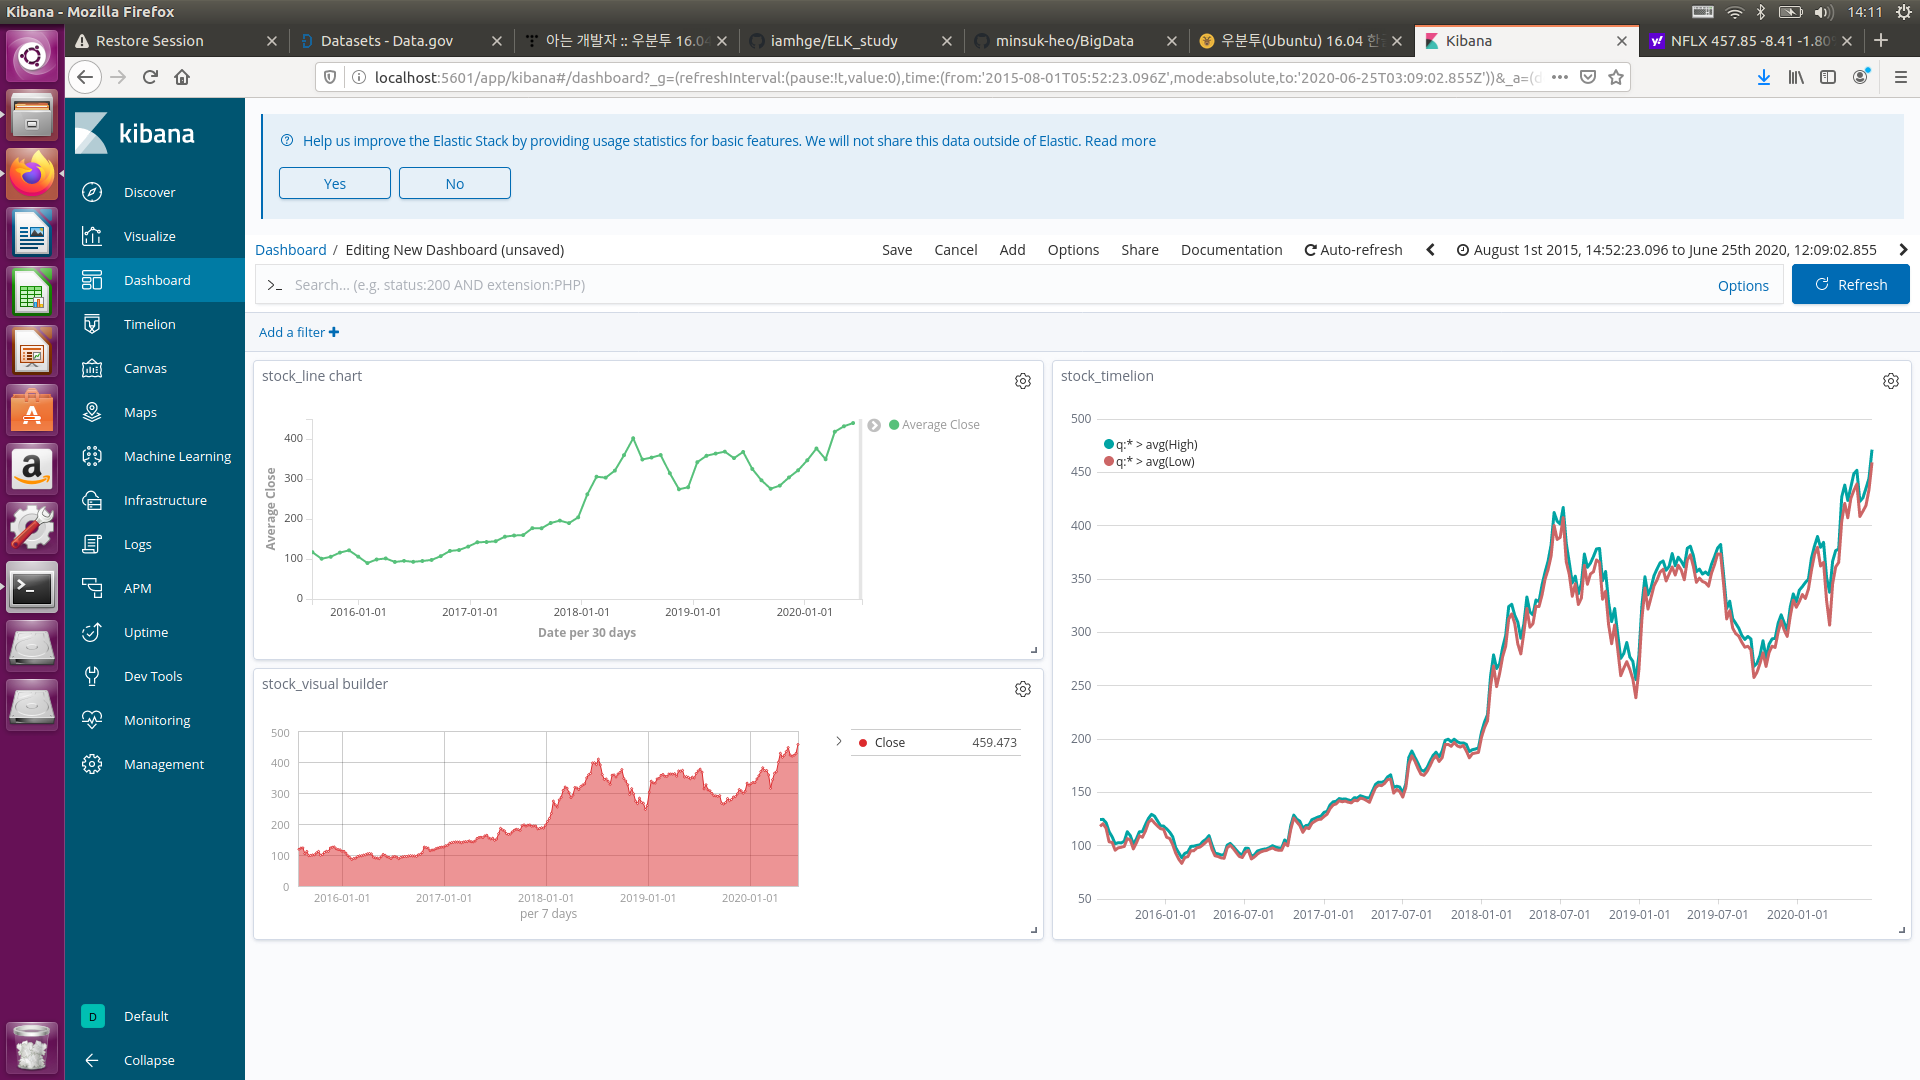 Kibana - Mozilla Firefox
14:11
Restore Session
Datasets - Data.gov
아는 개발자 :: 우분투 16.04
iamhge/ELK_study
minsuk-heo/BigData
우분투(Ubuntu) 16.04 한
Kibana
NFLX 457.85 -8.41 -1.80%
localhost:5601/app/kibana#/dashboard?_g=(refreshInterval:(pause:!t,value:0),time:(from:'2015-08-01T05:52:23.096Z',mode:absolute,to:'2020-06-25T03:09:02.855Z'))&_a=(d
kibana
Discover
Visualize
Dashboard
Timelion
Canvas
Maps
Machine Learning
Infrastructure
Logs
APM
Uptime
Dev Tools
Monitoring
Management
D Default
Collapse
Help us improve the Elastic Stack by providing usage statistics for basic features. We will not share this data outside of Elastic. Read more
Yes
No
Dashboard / Editing New Dashboard (unsaved)
Save Cancel Add Options Share Documentation Auto-refresh August 1st 2015, 14:52:23.096 to June 25th 2020, 12:09:02.855
>_ Search... (e.g. status:200 AND extension:PHP)
Options
Refresh
Add a filter +
stock_line chart
Average Close
400
300
200
100
0
2016-01-01 2017-01-01 2018-01-01 2019-01-01 2020-01-01
Date per 30 days
Average Close
stock_visual builder
500
400
300
200
100
0
2016-01-01 2017-01-01 2018-01-01 2019-01-01 2020-01-01
per 7 days
Close 459.473
stock_timelion
q:* > avg(High)
q:* > avg(Low)
500
450
400
350
300
250
200
150
100
50
2016-01-01 2016-07-01 2017-01-01 2017-07-01 2018-01-01 2018-07-01 2019-01-01 2019-07-01 2020-01-01